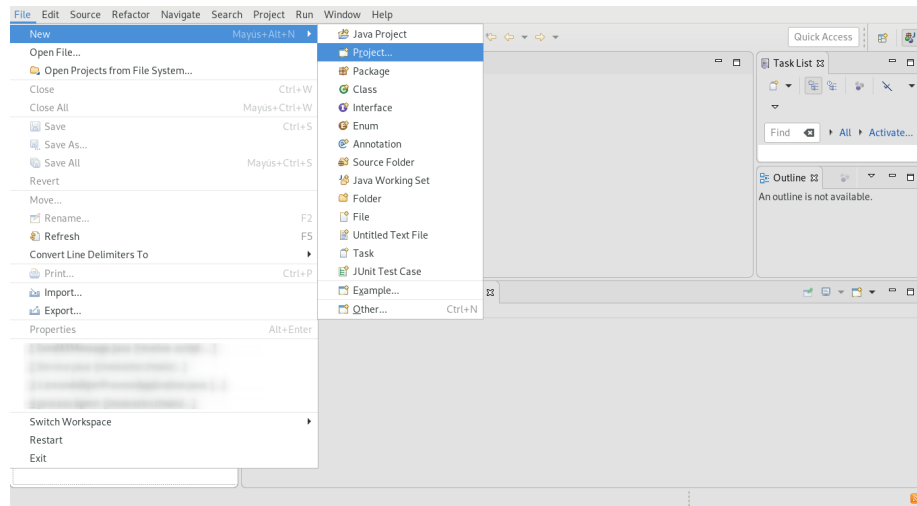 File Edit Source Refactor Navigate Search Project Run Window Help
New Mayus+Alt+N
Open File...
Open Projects from File System...
Close Ctrl+W
Close All Mayús+Ctrl+W
Save Ctrl+S
Save As...
Save All Mayús+Ctrl+S
Revert
Move...
Rename... F2
Refresh F5
Convert Line Delimiters To
Print... Ctrl+P
Import...
Export...
Properties Alt+Enter
Switch Workspace
Restart
Exit
Java Project
Project...
Package
Class
Interface
Enum
Annotation
Source Folder
Java Working Set
Folder
File
Untitled Text File
Task
JUnit Test Case
Example...
Other... Ctrl+N
Quick Access
Task List
Find All Activate...
Outline
An outline is not available.